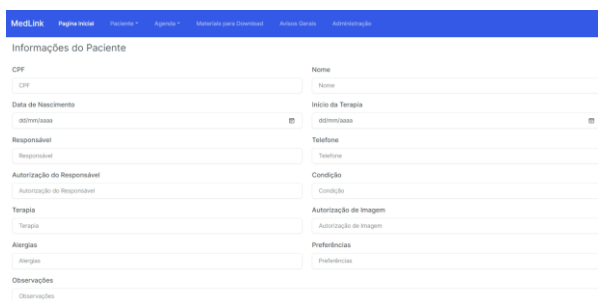 MedLink Pagina Inicial Paciente Agenda Materiais para Download Avisos Gerais Administração
Informações do Paciente
CPF Nome
CPF Nome
Data de Nascimento Início da Terapia
dd/mm/aaaa dd/mm/aaaa
Responsável Telefone
Responsável Telefone
Autorização do Responsável Condição
Autorização do Responsável Condição
Terapia Autorização de Imagem
Terapia Autorização de Imagem
Alergias Preferências
Alergias Preferências
Observações
Observações